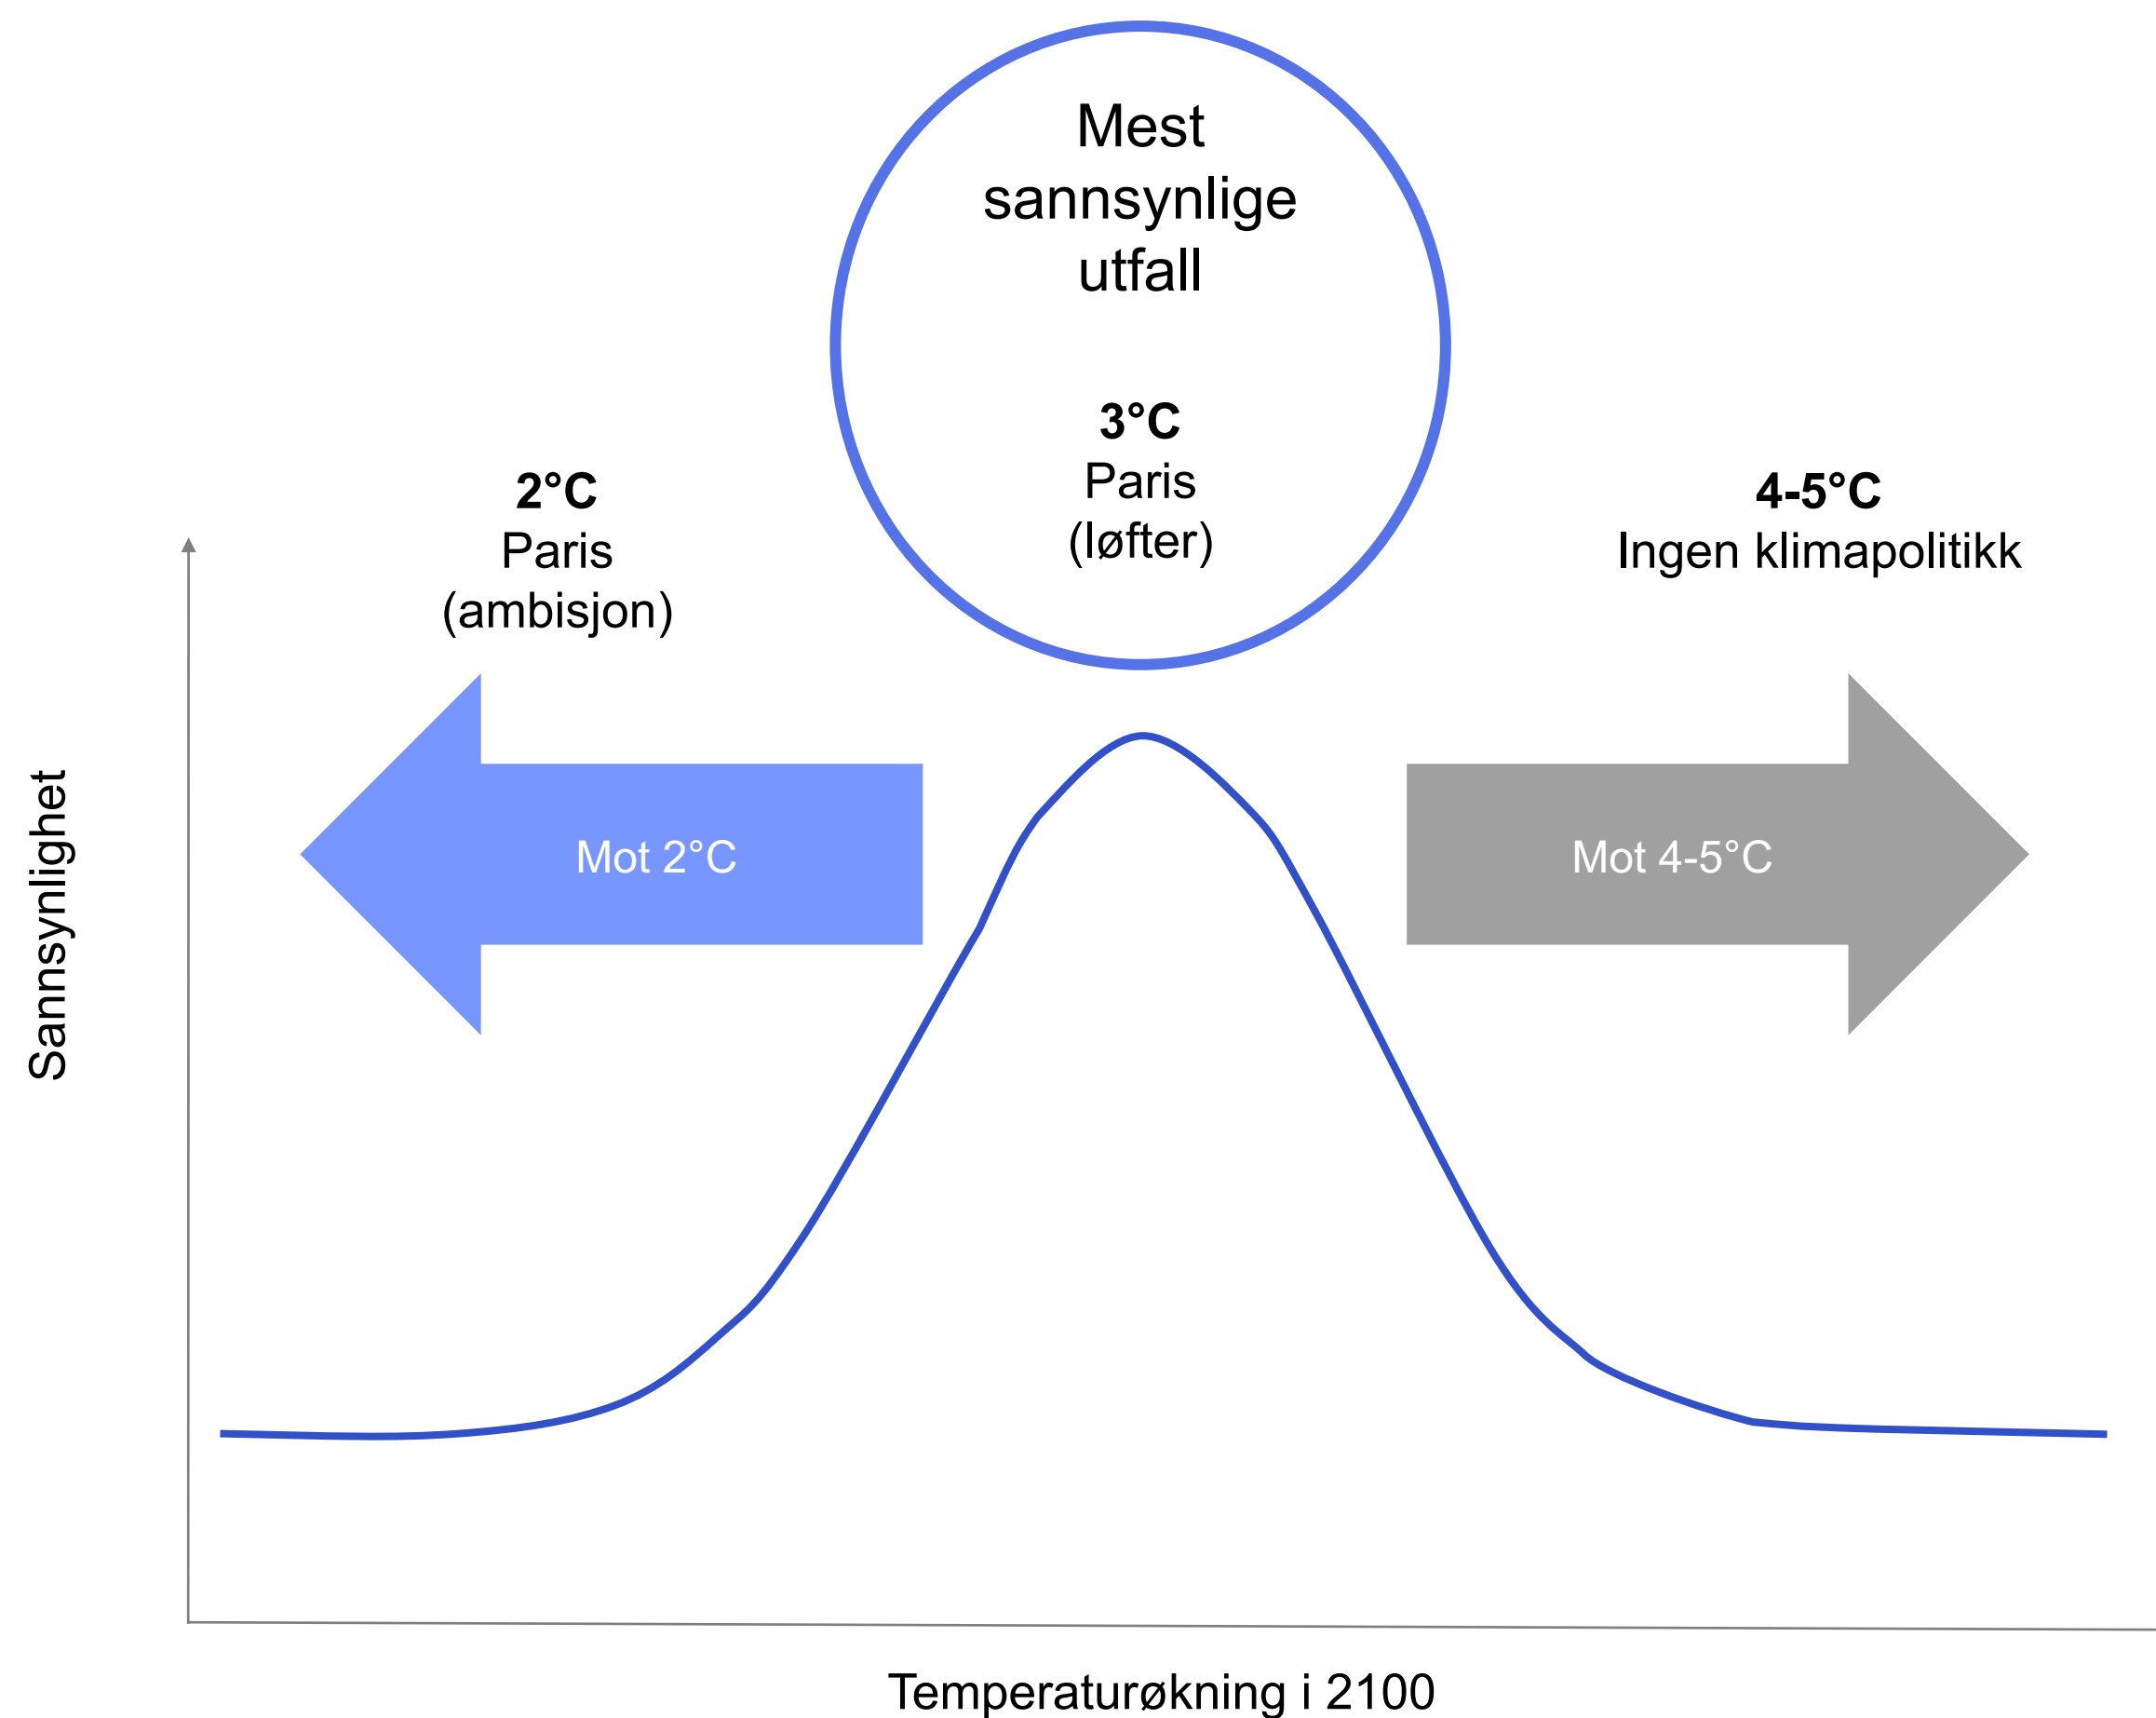 Mest
sannsynlige
utfall
2°C
Paris
(ambisjon)
3°C
Paris
(løfter)
4-5°C
Ingen klimapolitikk
Mot 2°C
Mot 4-5°C
Sannsynlighet
Temperaturøkning i 2100